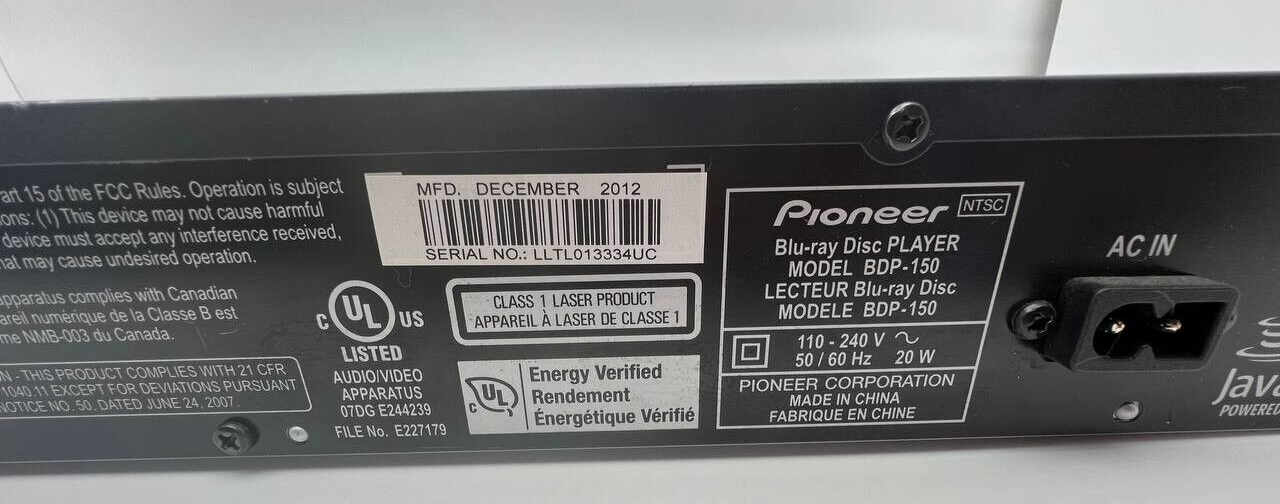 art 15 of the FCC Rules. Operation is subject
ons: (1) This device may not cause harmful
device must accept any interference received,
hat may cause undesired operation.
apparatus complies with Canadian
areil numérique de la Classe B est
me NMB-003 du Canada.
N - THIS PRODUCT COMPLIES WITH 21 CFR
1040.11 EXCEPT FOR DEVIATIONS PURSUANT
NOTICE NO. 50, DATED JUNE 24, 2007.
C UL US
LISTED
AUDIO/VIDEO
APPARATUS
07DG E244239
FILE No. E227179
MFD. DECEMBER 2012
SERIAL NO.: LLTL013334UC
CLASS 1 LASER PRODUCT
APPAREIL À LASER DE CLASSE 1
C UL
Energy Verified
Rendement
Énergétique Vérifié
Pioneer NTSC
Blu-ray Disc PLAYER
MODEL BDP-150
LECTEUR Blu-ray Disc
MODELE BDP-150
110 - 240 V ~
50 / 60 Hz 20 W
PIONEER CORPORATION
MADE IN CHINA
FABRIQUE EN CHINE
AC IN
Java
POWERED